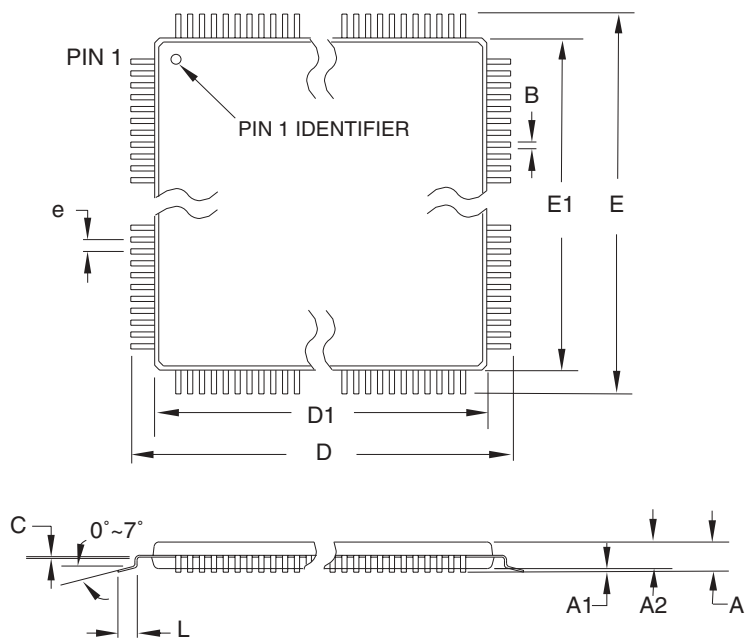 PIN 1
B
PIN 1 IDENTIFIER
e
E1
E
D1
D
C
0°~7°
A1
A2
A
L